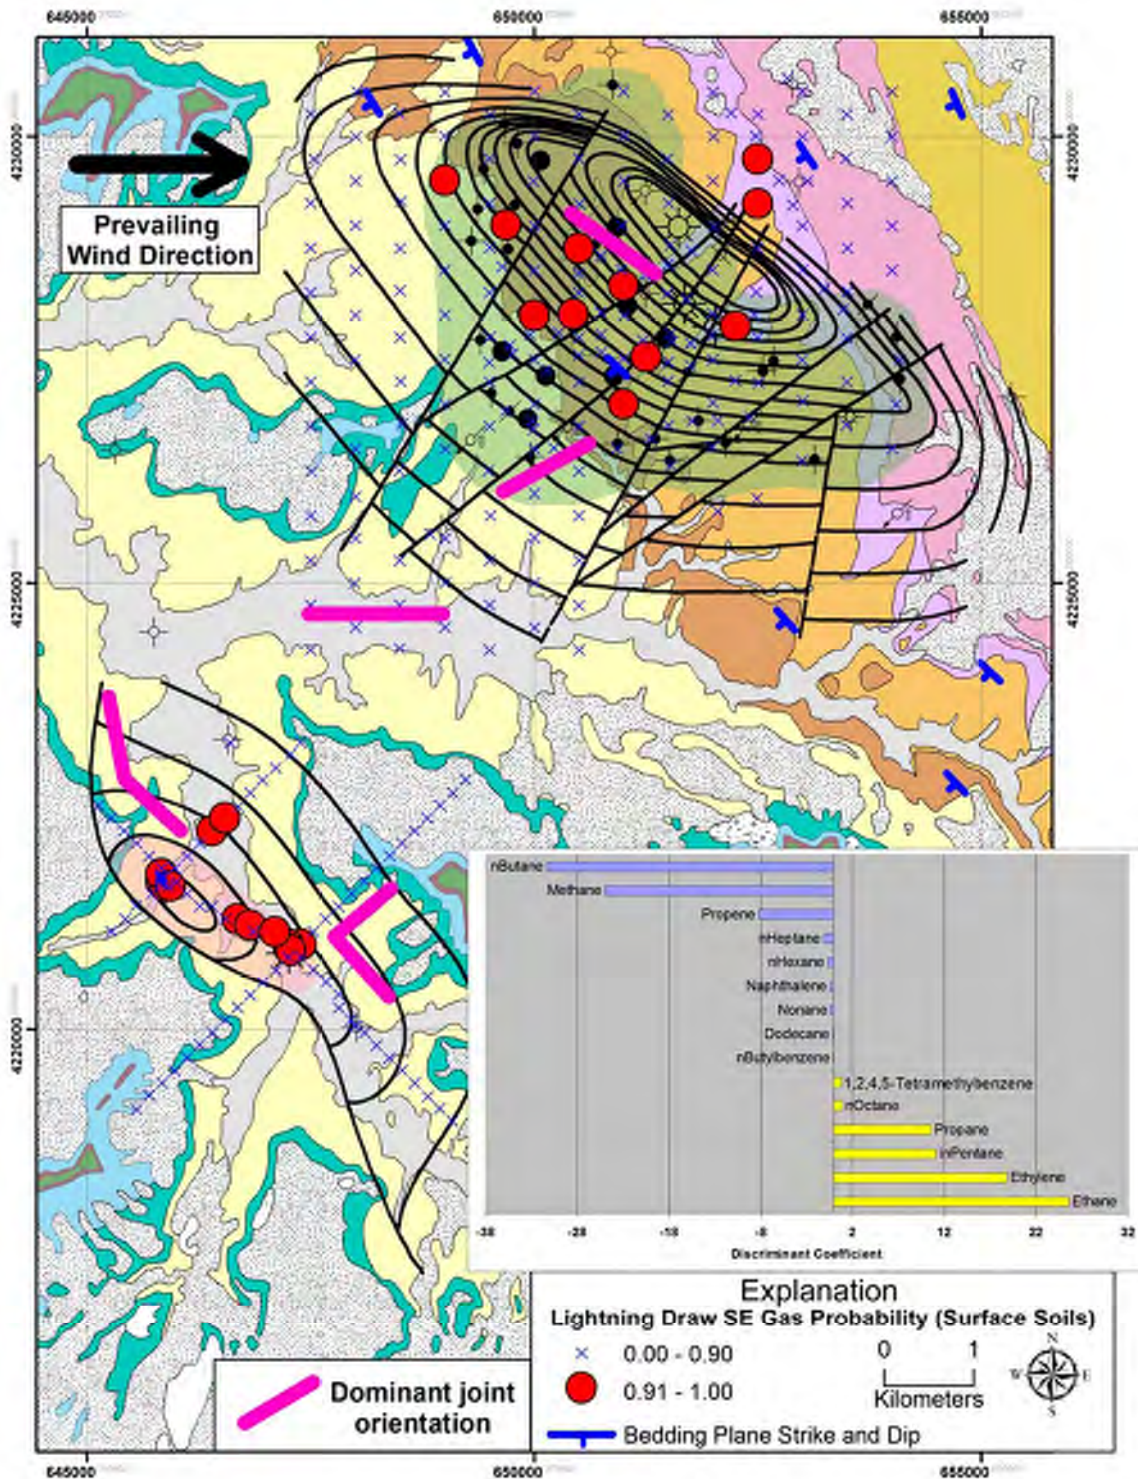 645000
650000
655000
4230000
4230000
Prevailing
Wind Direction
4225000
4225000
4220000
nButane
Methane
Propene
nHeptane
nHexane
Naphthalene
Nonane
Dodecane
nButylbenzene
1,2,4,5-Tetramethybenzene
nOctane
Propane
Ethylene
Ethane
-38 -28 -18 -8 2 12 22 32
Discriminant Coefficient
Explanation
Lightning Draw SE Gas Probability (Surface Soils)
0.00 - 0.90
0.91 - 1.00
0 1
Kilometers
N
W E
S
Bedding Plane Strike and Dip
Dominant joint
orientation
645000
650000
655000